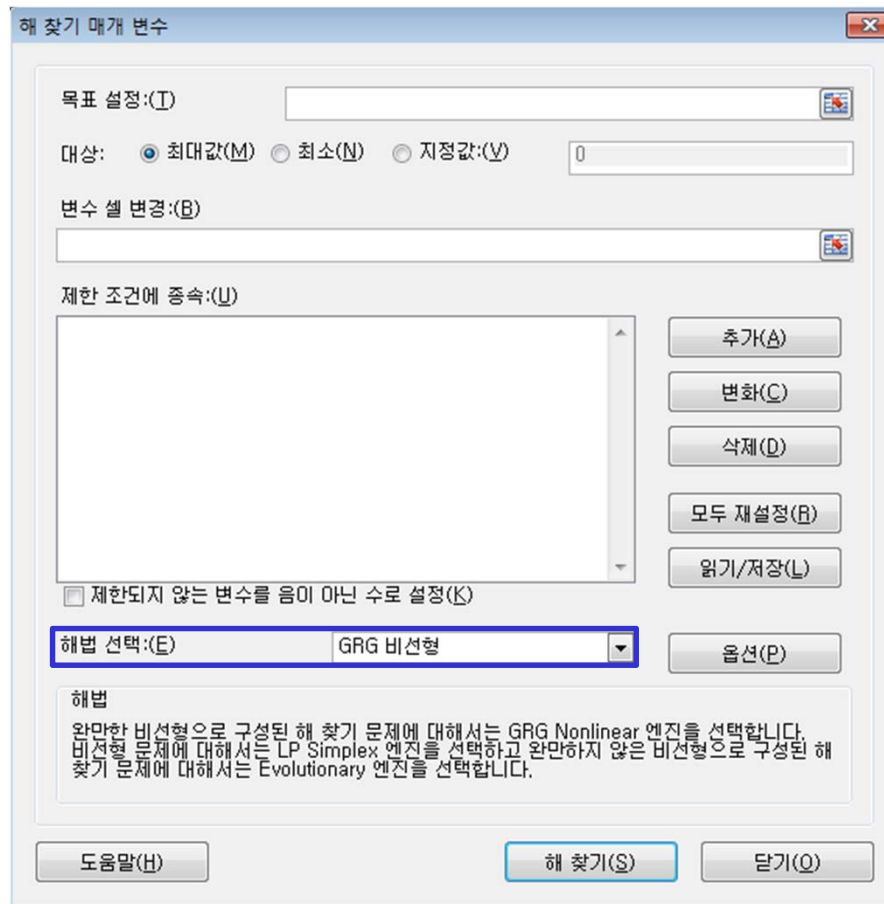 해 찾기 매개 변수
목표 설정:(T)
대상: 최대값(M) 최소(N) 지정값:(V) 0
변수 셀 변경:(B)
제한 조건에 종속:(U)
추가(A)
변화(C)
삭제(D)
모두 재설정(R)
읽기/저장(L)
제한되지 않는 변수를 음이 아닌 수로 설정(K)
해법 선택:(E) GRG 비선형 옵션(P)
해법
완만한 비선형으로 구성된 해 찾기 문제에 대해서는 GRG Nonlinear 엔진을 선택합니다.
비선형 문제에 대해서는 LP Simplex 엔진을 선택하고 완만하지 않은 비선형으로 구성된 해
찾기 문제에 대해서는 Evolutionary 엔진을 선택합니다.
도움말(H) 해 찾기(S) 닫기(O)